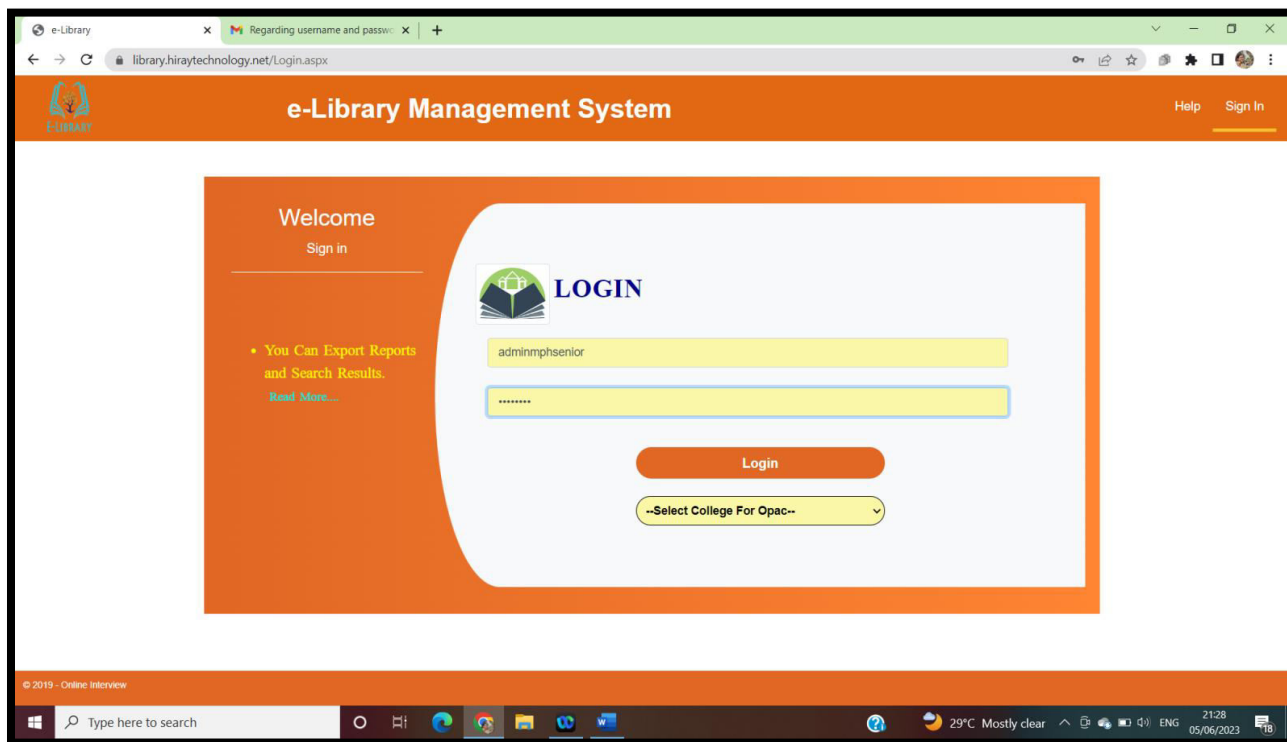 e-Library
Regarding username and passwo
library.hiraytechnology.net/Login.aspx
E-LIBRARY
e-Library Management System
Help
Sign In
Welcome
Sign in
• You Can Export Reports
and Search Results.
Read More....
LOGIN
adminmphsenior
••••••••
Login
--Select College For Opac--
© 2019 - Online Interview
Type here to search
29°C Mostly clear
ENG
21:28
05/06/2023
18